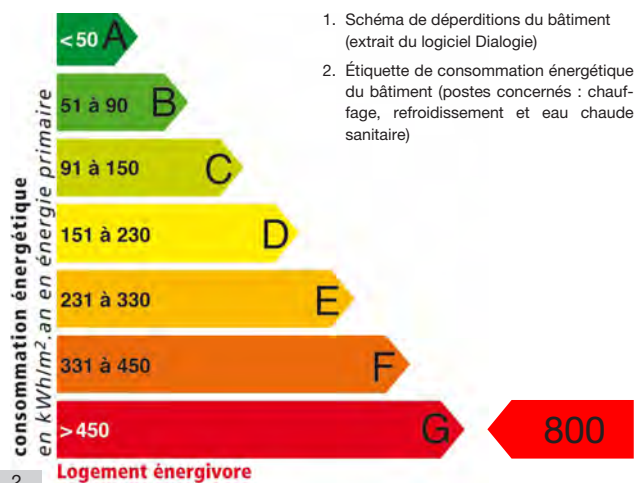 1. Schéma de déperditions du bâtiment
(extrait du logiciel Dialogie)
2. Étiquette de consommation énergétique
du bâtiment (postes concernés : chauf-
fage, refroidissement et eau chaude
sanitaire)
consommation énergétique
en kWh/m².an en énergie primaire
< 50 A
51 à 90 B
91 à 150 C
151 à 230 D
231 à 330 E
331 à 450 F
> 450 G 800
Logement énergivore
2